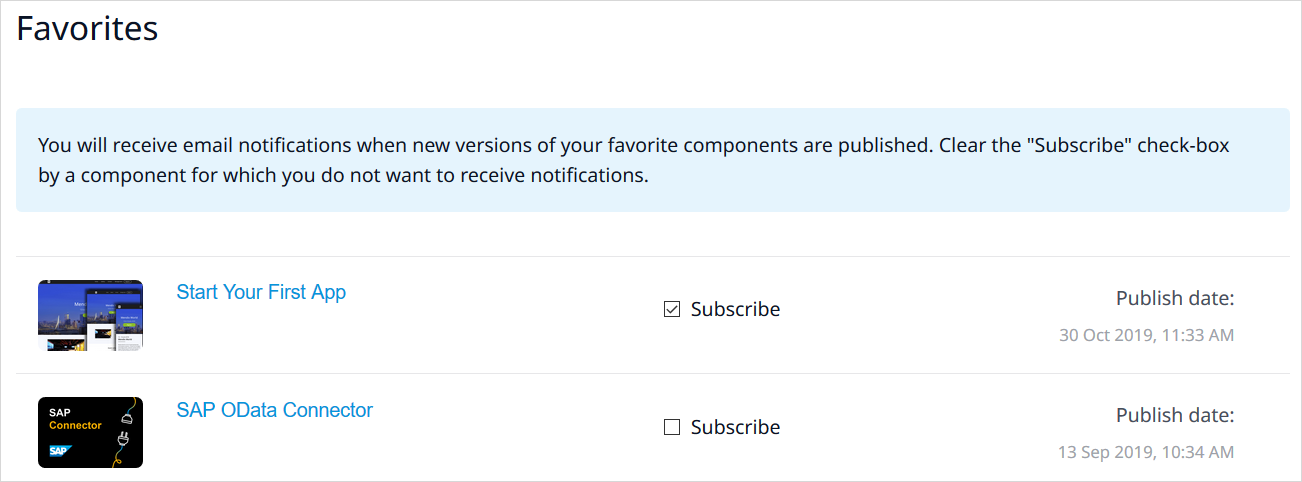 Favorites
You will receive email notifications when new versions of your favorite components are published. Clear the "Subscribe" check-box
by a component for which you do not want to receive notifications.
Start Your First App
Subscribe
Publish date:
30 Oct 2019, 11:33 AM
SAP
Connector
SAP
SAP OData Connector
Subscribe
Publish date:
13 Sep 2019, 10:34 AM